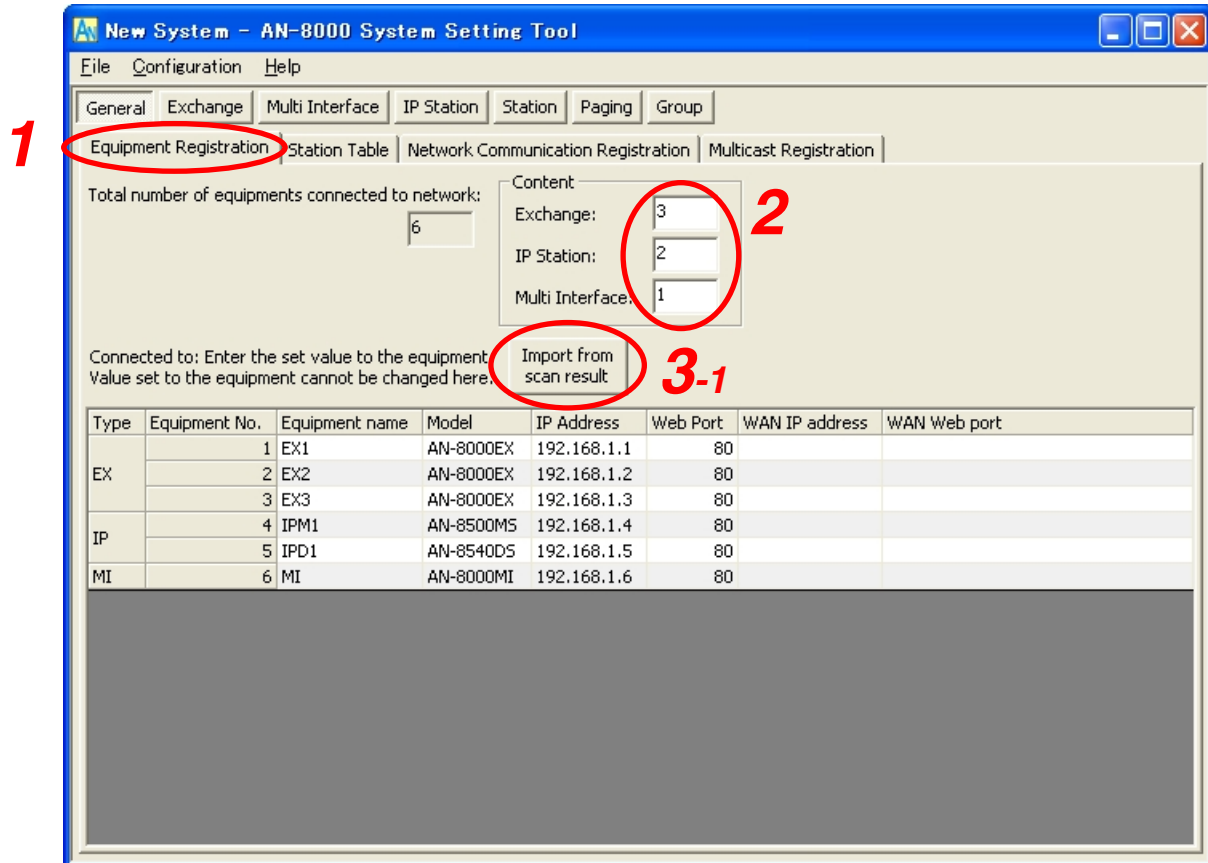 New System - AN-8000 System Setting Tool
File Configuration Help
General Exchange Multi Interface IP Station Station Paging Group
1
Equipment Registration Station Table Network Communication Registration Multicast Registration
Total number of equipments connected to network:
6
Content
Exchange: 3
IP Station: 2
Multi Interface: 1
2
Connected to: Enter the set value to the equipment.
Value set to the equipment cannot be changed here.
Import from
scan result
3-1
Type Equipment No. Equipment name Model IP Address Web Port WAN IP address WAN Web port
EX
1 EX1 AN-8000EX 192.168.1.1 80
2 EX2 AN-8000EX 192.168.1.2 80
3 EX3 AN-8000EX 192.168.1.3 80
IP
4 IPM1 AN-8500MS 192.168.1.4 80
5 IPD1 AN-8540DS 192.168.1.5 80
MI 6 MI AN-8000MI 192.168.1.6 80